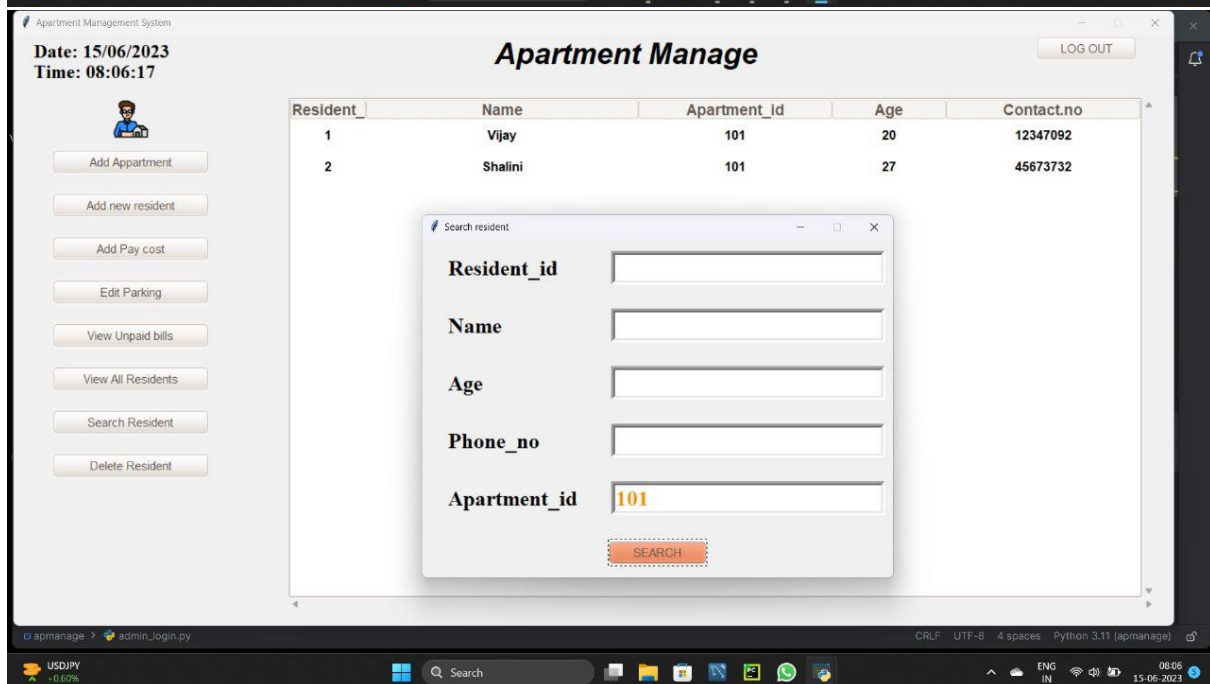 Apartment Management System
Date: 15/06/2023
Time: 08:06:17
Apartment Manage
LOG OUT
Add Appartment
Add new resident
Add Pay cost
Edit Parking
View Unpaid bills
View All Residents
Search Resident
Delete Resident
Resident_ Name Apartment_id Age Contact.no
1 Vijay 101 20 12347092
2 Shalini 101 27 45673732
Search resident
Resident_id
Name
Age
Phone_no
Apartment_id 101
SEARCH
apmanage > admin_login.py CRLF UTF-8 4 spaces Python 3.11 (apmanage)
USDJPY
+0.60%
Search
ENG
IN
08:06
15-06-2023
5